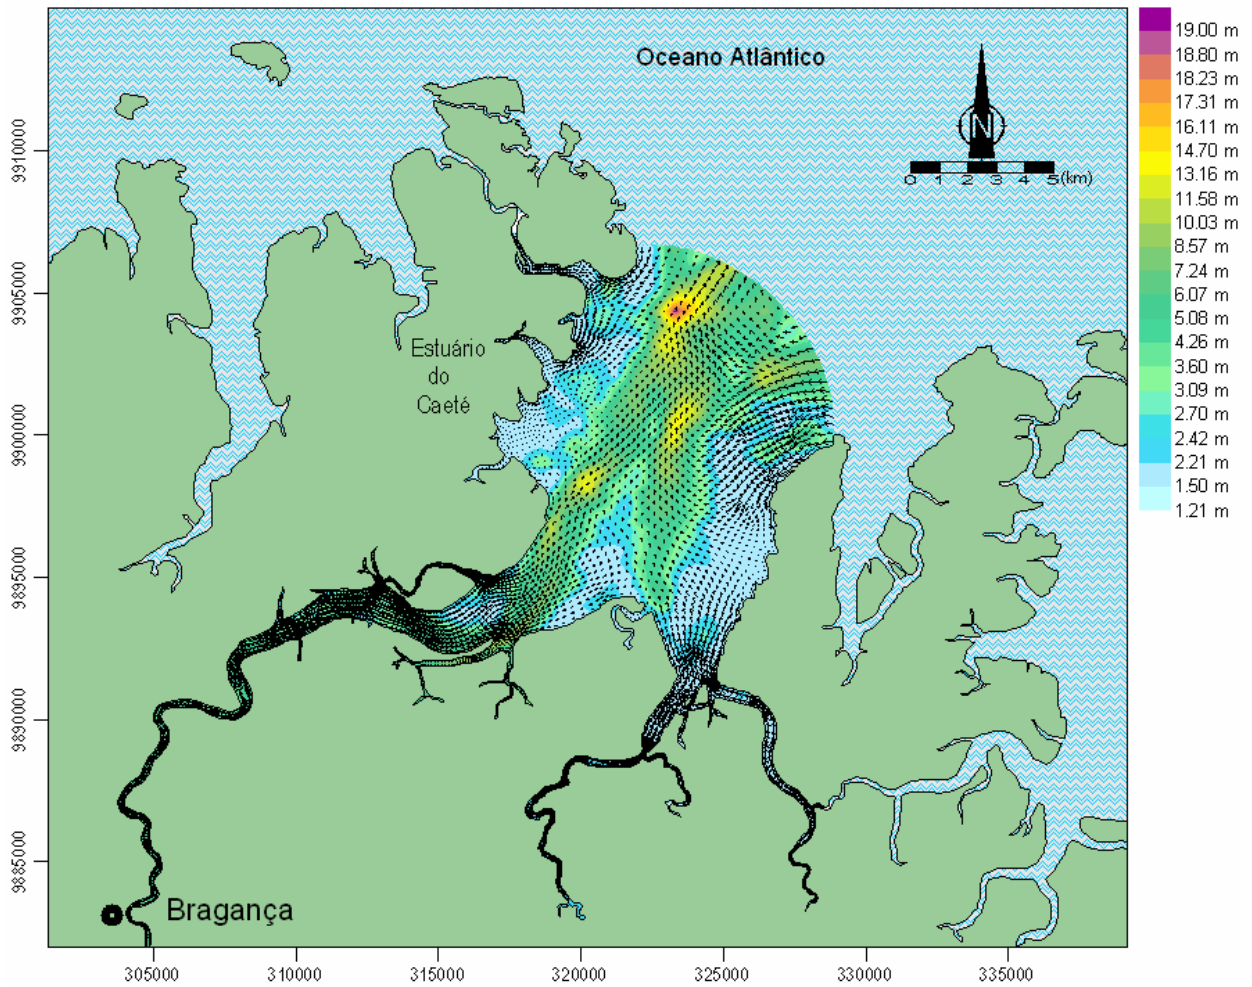 Oceano Atlântico
N
0 1 2 3 4 5(km)
19.00 m
18.80 m
18.23 m
17.31 m
16.11 m
14.70 m
13.16 m
11.58 m
10.03 m
8.57 m
7.24 m
6.07 m
5.08 m
4.26 m
3.60 m
3.09 m
2.70 m
2.42 m
2.21 m
1.50 m
1.21 m
Estuário
do
Caeté
Bragança
9910000
9905000
9900000
9895000
9890000
9885000
305000 310000 315000 320000 325000 330000 335000